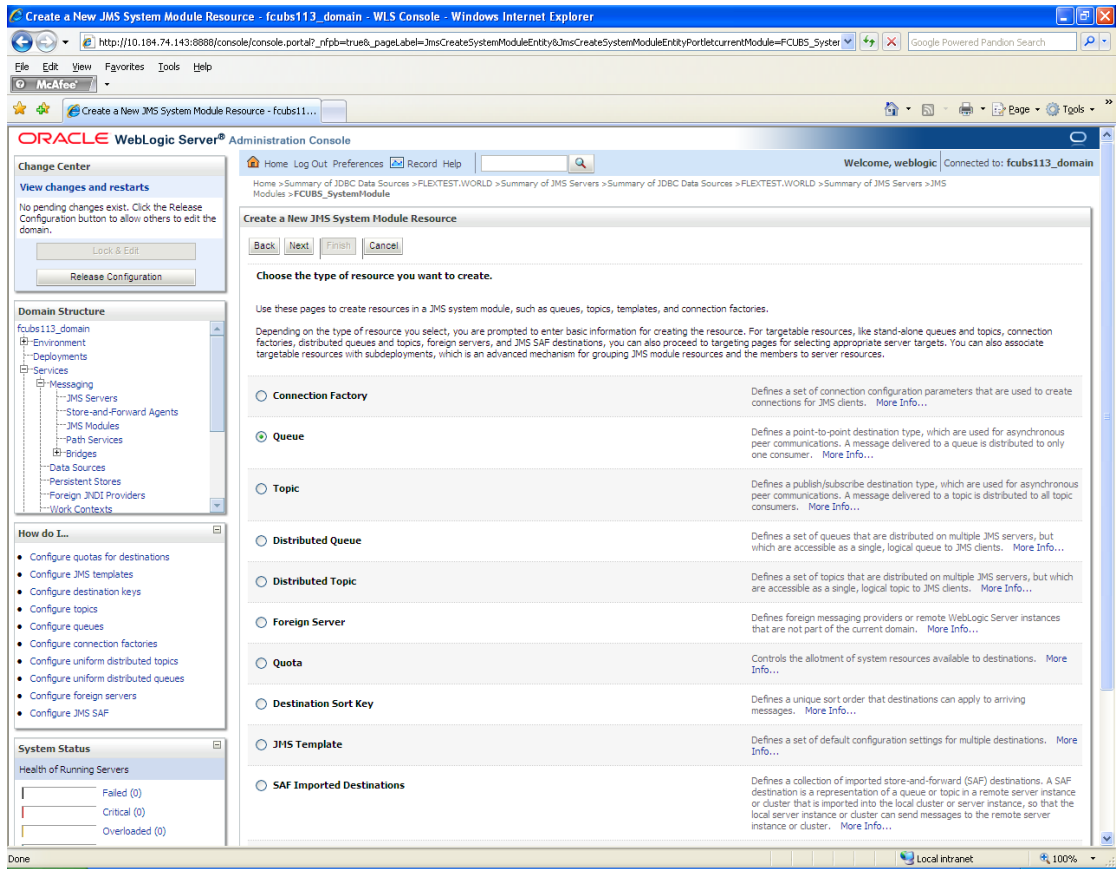 Create a New JMS System Module Resource - fcubs113_domain - WLS Console - Windows Internet Explorer
http://10.184.74.143:8888/console/console.portal?_nfpb=true&_pageLabel=JmsCreateSystemModuleEntity&JmsCreateSystemModuleEntityPortletcurrentModule=FCUBS_System
Google Powered Pandion Search
File Edit View Favorites Tools Help
McAfee
Create a New JMS System Module Resource - fcubs11...
Page Tools
ORACLE WebLogic Server® Administration Console
Change Center
View changes and restarts
No pending changes exist. Click the Release
Configuration button to allow others to edit the
domain.
Lock & Edit
Release Configuration
Domain Structure
fcubs113_domain
Environment
Deployments
Services
Messaging
JMS Servers
Store-and-Forward Agents
JMS Modules
Path Services
Bridges
Data Sources
Persistent Stores
Foreign JNDI Providers
Work Contexts
How do I...
Configure quotas for destinations
Configure JMS templates
Configure destination keys
Configure topics
Configure queues
Configure connection factories
Configure uniform distributed topics
Configure uniform distributed queues
Configure foreign servers
Configure JMS SAF
System Status
Health of Running Servers
Failed (0)
Critical (0)
Overloaded (0)
Home Log Out Preferences Record Help
Welcome, weblogic Connected to: fcubs113_domain
Home >Summary of JDBC Data Sources >FLEXTEST.WORLD >Summary of JMS Servers >Summary of JDBC Data Sources >FLEXTEST.WORLD >Summary of JMS Servers >JMS
Modules >FCUBS_SystemModule
Create a New JMS System Module Resource
Back Next Finish Cancel
Choose the type of resource you want to create.
Use these pages to create resources in a JMS system module, such as queues, topics, templates, and connection factories.
Depending on the type of resource you select, you are prompted to enter basic information for creating the resource. For targetable resources, like stand-alone queues and topics, connection
factories, distributed queues and topics, foreign servers, and JMS SAF destinations, you can also proceed to targeting pages for selecting appropriate server targets. You can also associate
targetable resources with subdeployments, which is an advanced mechanism for grouping JMS module resources and the members to server resources.
Connection Factory
Defines a set of connection configuration parameters that are used to create
connections for JMS clients. More Info...
Queue
Defines a point-to-point destination type, which are used for asynchronous
peer communications. A message delivered to a queue is distributed to only
one consumer. More Info...
Topic
Defines a publish/subscribe destination type, which are used for asynchronous
peer communications. A message delivered to a topic is distributed to all topic
consumers. More Info...
Distributed Queue
Defines a set of queues that are distributed on multiple JMS servers, but
which are accessible as a single, logical queue to JMS clients. More Info...
Distributed Topic
Defines a set of topics that are distributed on multiple JMS servers, but which
are accessible as a single, logical topic to JMS clients. More Info...
Foreign Server
Defines foreign messaging providers or remote WebLogic Server instances
that are not part of the current domain. More Info...
Quota
Controls the allotment of system resources available to destinations. More
Info...
Destination Sort Key
Defines a unique sort order that destinations can apply to arriving
messages. More Info...
JMS Template
Defines a set of default configuration settings for multiple destinations. More
Info...
SAF Imported Destinations
Defines a collection of imported store-and-forward (SAF) destinations. A SAF
destination is a representation of a queue or topic in a remote server instance
or cluster that is imported into the local cluster or server instance, so that the
local server instance or cluster can send messages to the remote server
instance or cluster. More Info...
Done
Local intranet
100%